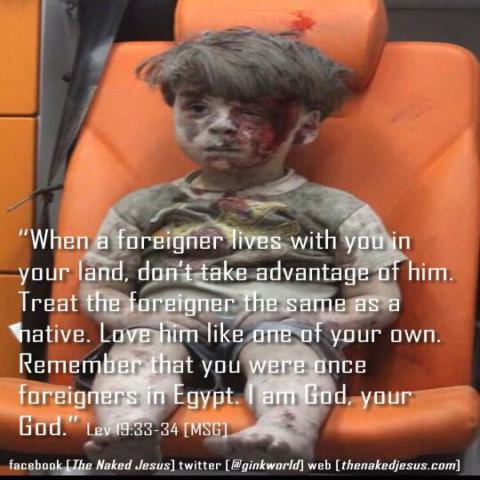 “When a foreigner lives with you in
your land, don’t take advantage of him.
Treat the foreigner the same as a
native. Love him like one of your own.
Remember that you were once
foreigners in Egypt. I am God, your
God.” Lev 19:33-34 [MSG]
facebook [The Naked Jesus] twitter [@ginkworld] web [thenakedjesus.com]